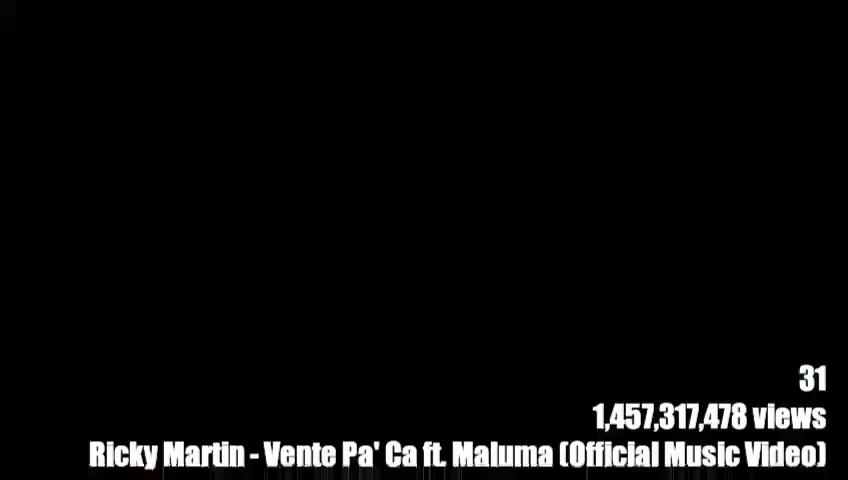 31
1,457,317,478 views
Ricky Martin - Vente Pa' Ca ft. Maluma (Official Music Video)